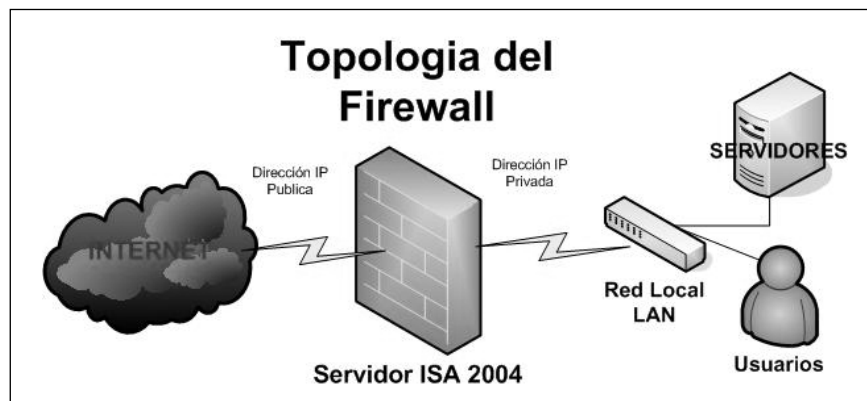 Topologia del
Firewall
Dirección IP
Publica
Dirección IP
Privada
SERVIDORES
INTERNET
Red Local
LAN
Servidor ISA 2004
Usuarios